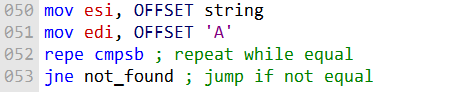 050 mov esi, OFFSET string
051 mov edi, OFFSET 'A'
052 repe cmpsb ; repeat while equal
053 jne not_found ; jump if not equal